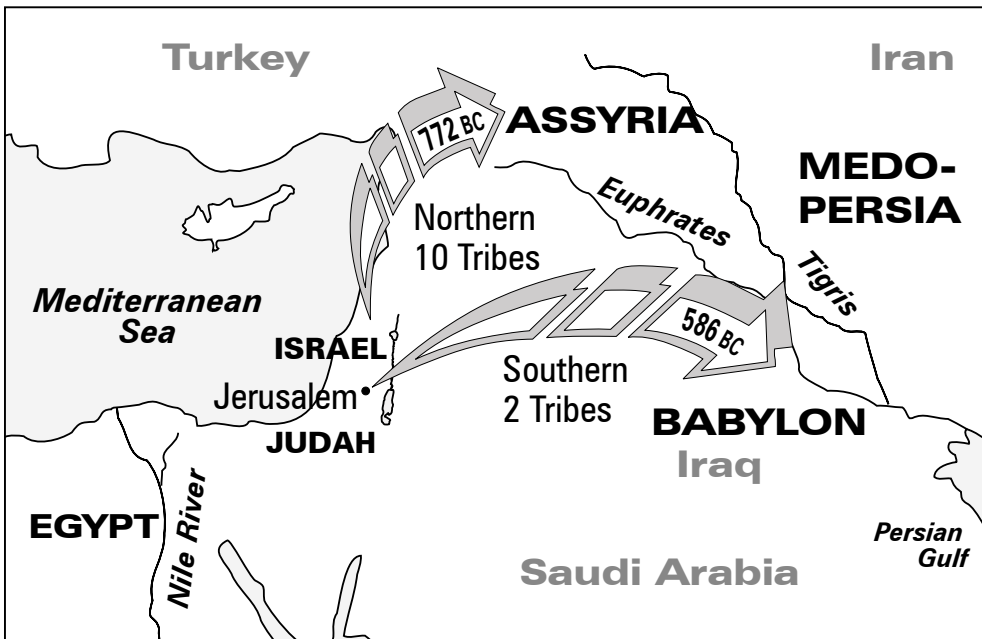 Turkey
Iran
772 BC
ASSYRIA
MEDO-
PERSIA
Euphrates
Northern
10 Tribes
Tigris
Mediterranean
Sea
586 BC
ISRAEL
Jerusalem
Southern
2 Tribes
JUDAH
BABYLON
Iraq
EGYPT
Nile River
Persian
Gulf
Saudi Arabia